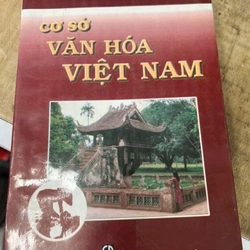 CƠ SỞ
VĂN HÓA
VIỆT NAM